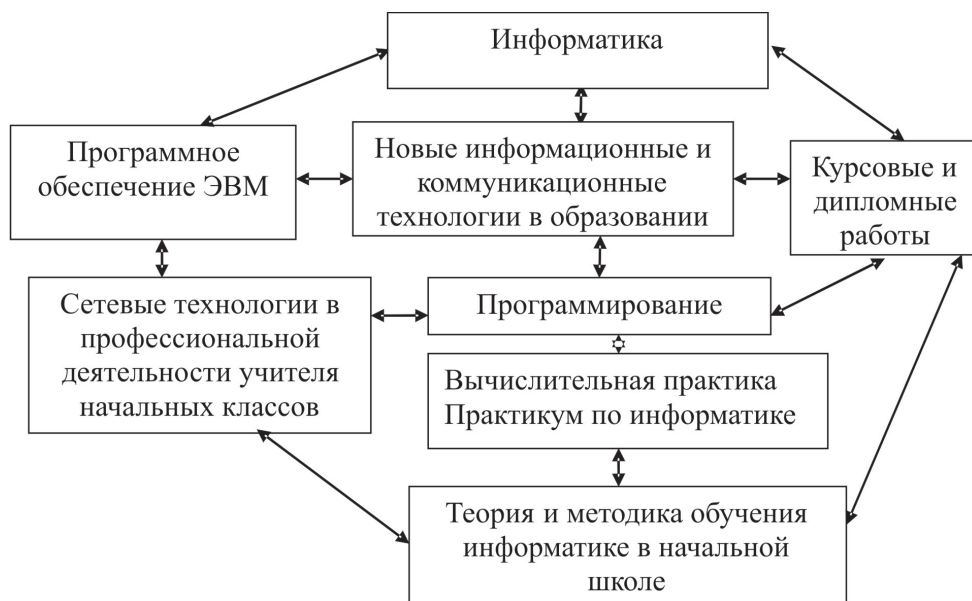 Информатика
Программное
обеспечение ЭВМ
Новые информационные и
коммуникационные
технологии в образовании
Курсовые и
дипломные
работы
Сетевые технологии в
профессиональной
деятельности учителя
начальных классов
Программирование
Вычислительная практика
Практикум по информатике
Теория и методика обучения
информатике в начальной
школе